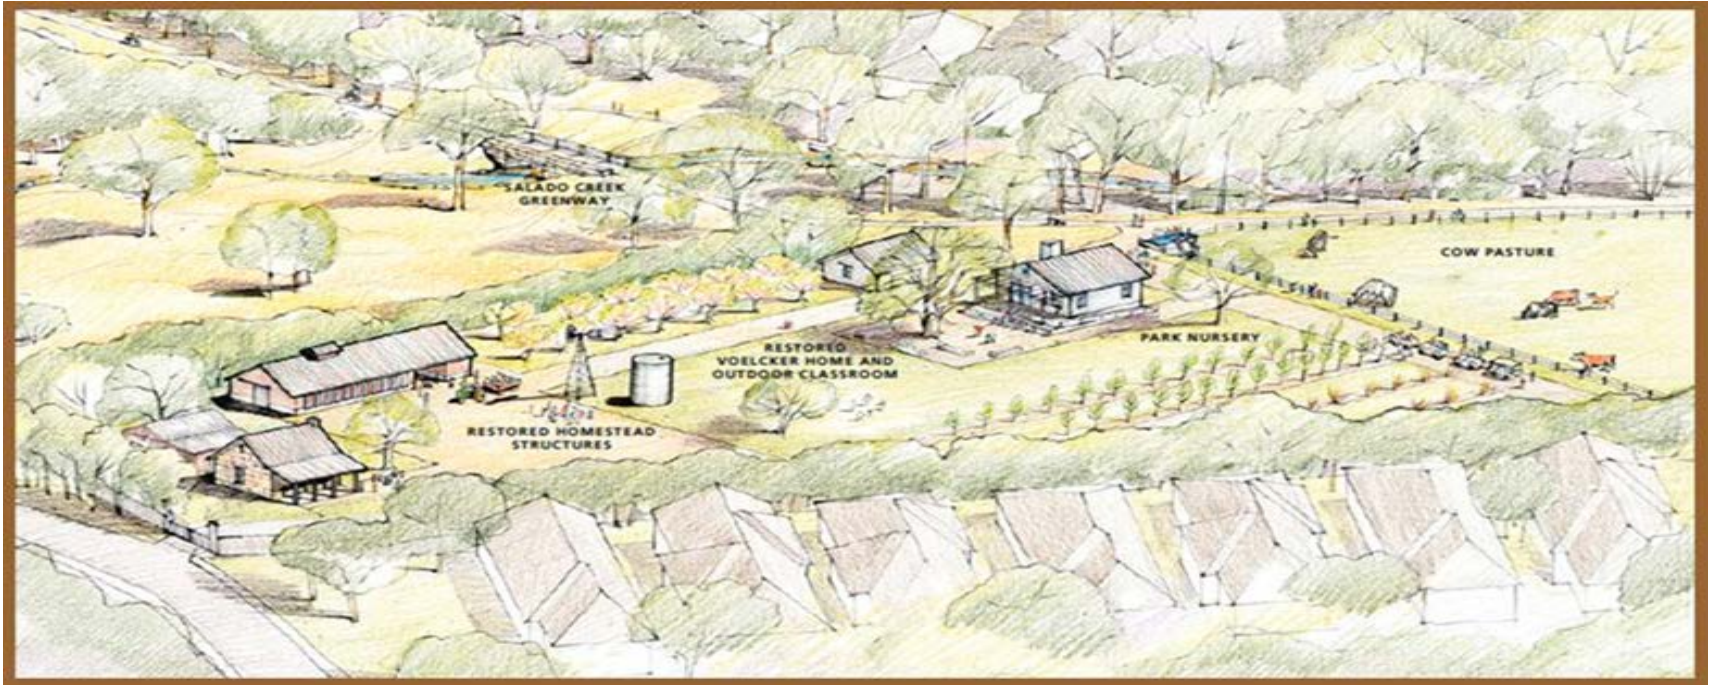 SALADO CREEK
GREENWAY
COW PASTURE
PARK NURSERY
RESTORED
VOELCKER HOME AND
OUTDOOR CLASSROOM
RESTORED HOMESTEAD
STRUCTURES